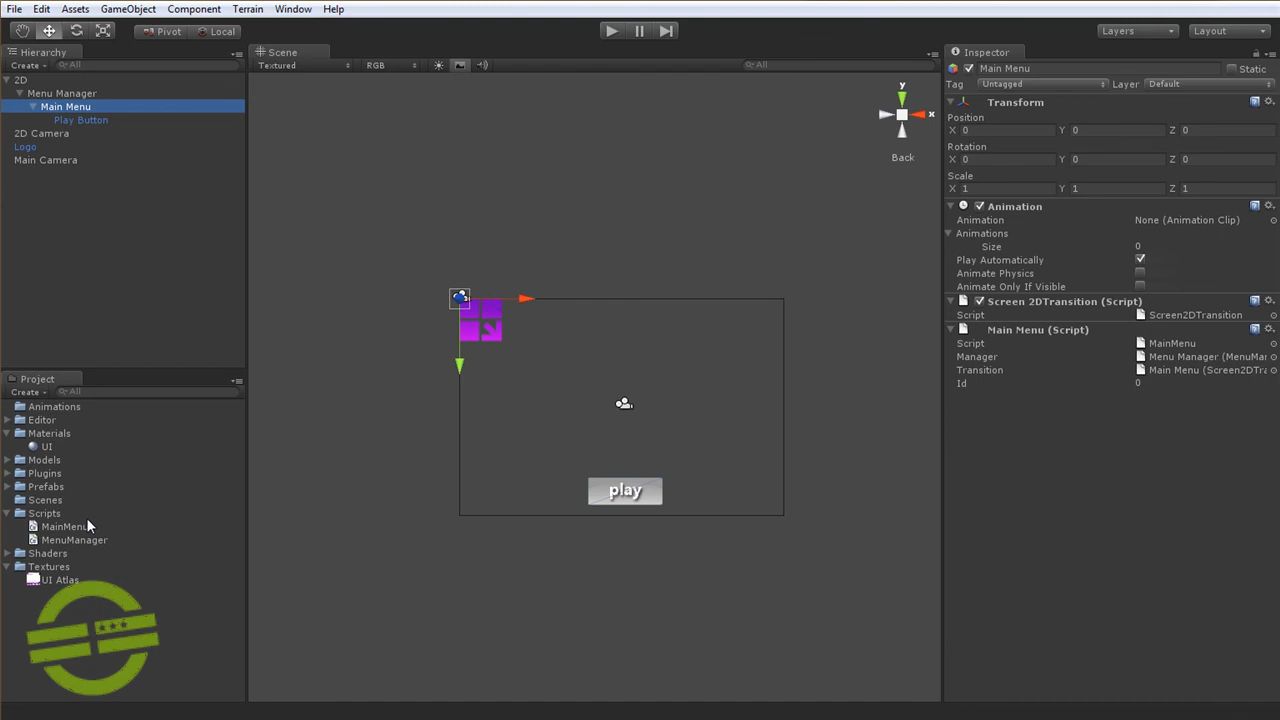 File Edit Assets GameObject Component Terrain Window Help
Pivot Local Layers Layout
Hierarchy
Create All
2D
Menu Manager
Main Menu
Play Button
2D Camera
Logo
Main Camera
Project
Create All
Animations
Editor
Materials
UI
Models
Plugins
Prefabs
Scenes
Scripts
MainMenu
MenuManager
Shaders
Textures
UI Atlas
Scene
Textured RGB All
y
x
Back
play
Inspector
Main Menu Static
Tag Untagged Layer Default
Transform
Position
X 0 Y 0 Z 0
Rotation
X 0 Y 0 Z 0
Scale
X 1 Y 1 Z 1
Animation
Animation None (Animation Clip)
Animations
Size 0
Play Automatically
Animate Physics
Animate Only If Visible
Screen 2DTransition (Script)
Script Screen2DTransition
Main Menu (Script)
Script MainMenu
Manager Menu Manager (MenuMar
Transition Main Menu (Screen2DTra
Id 0